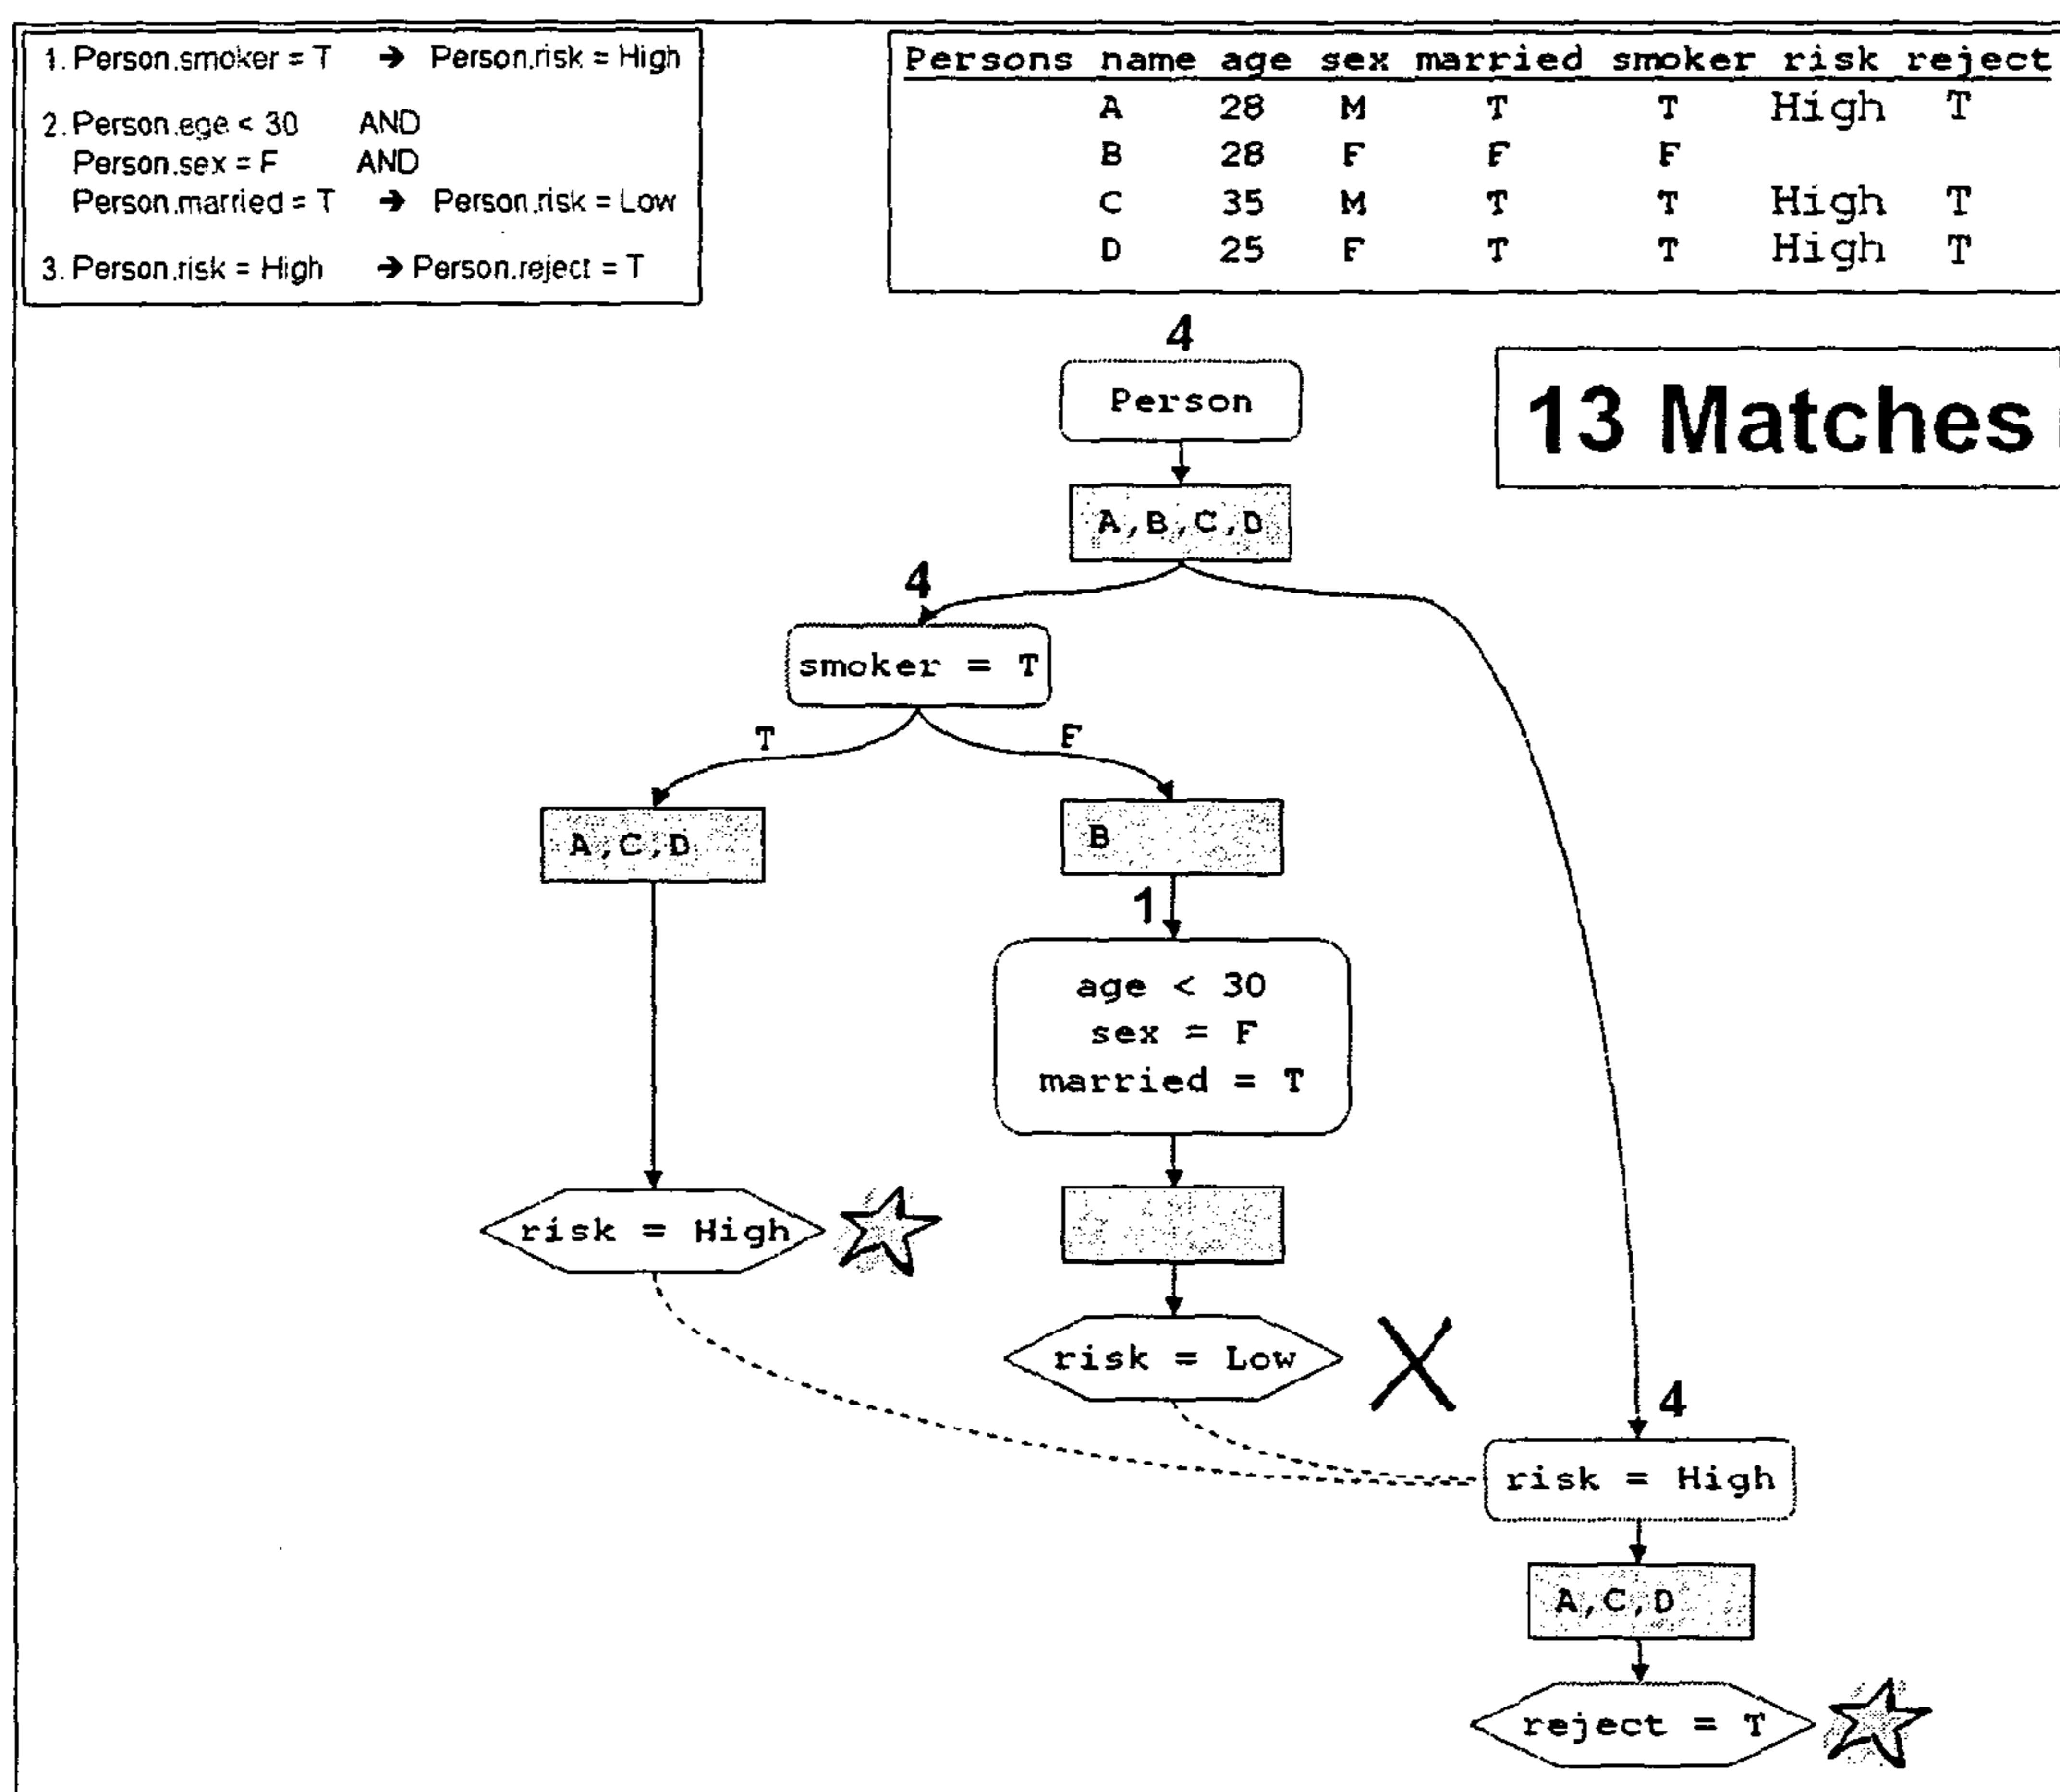 1. Person.smoker = T → Person.risk = High
2. Person.age < 30 AND
Person.sex = F AND
Person.married = T → Person.risk = Low
3. Person.risk = High → Person.reject = T
Persons name age sex married smoker risk reject
A 28 M T T High T
B 28 F F F
C 35 M T T High T
D 25 F T T High T
4
Person
13 Matches
A,B,C,D
4
smoker = T
T F
A,C,D
B
1
age < 30
sex = F
married = T
risk = High
risk = Low
4
risk = High
A,C,D
reject = T